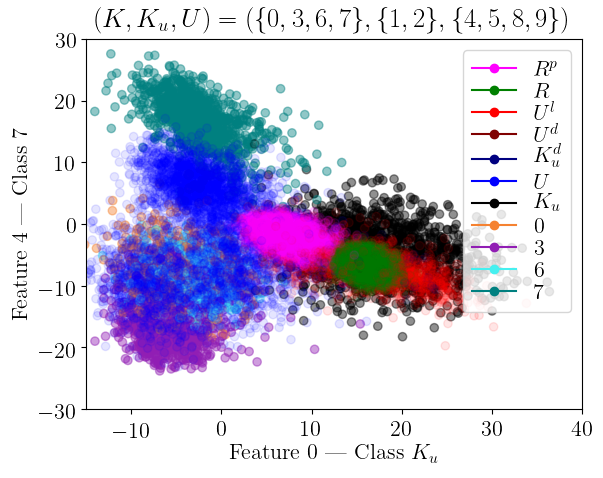 (K, K_u, U) = ({0, 3, 6, 7}, {1, 2}, {4, 5, 8, 9})
30
20
10
0
−10
−20
−30
Feature 4 — Class 7
R^p
R
U^l
U^d
K_u^d
U
K_u
0
3
6
7
−10
0
10
20
30
40
Feature 0 — Class K_u